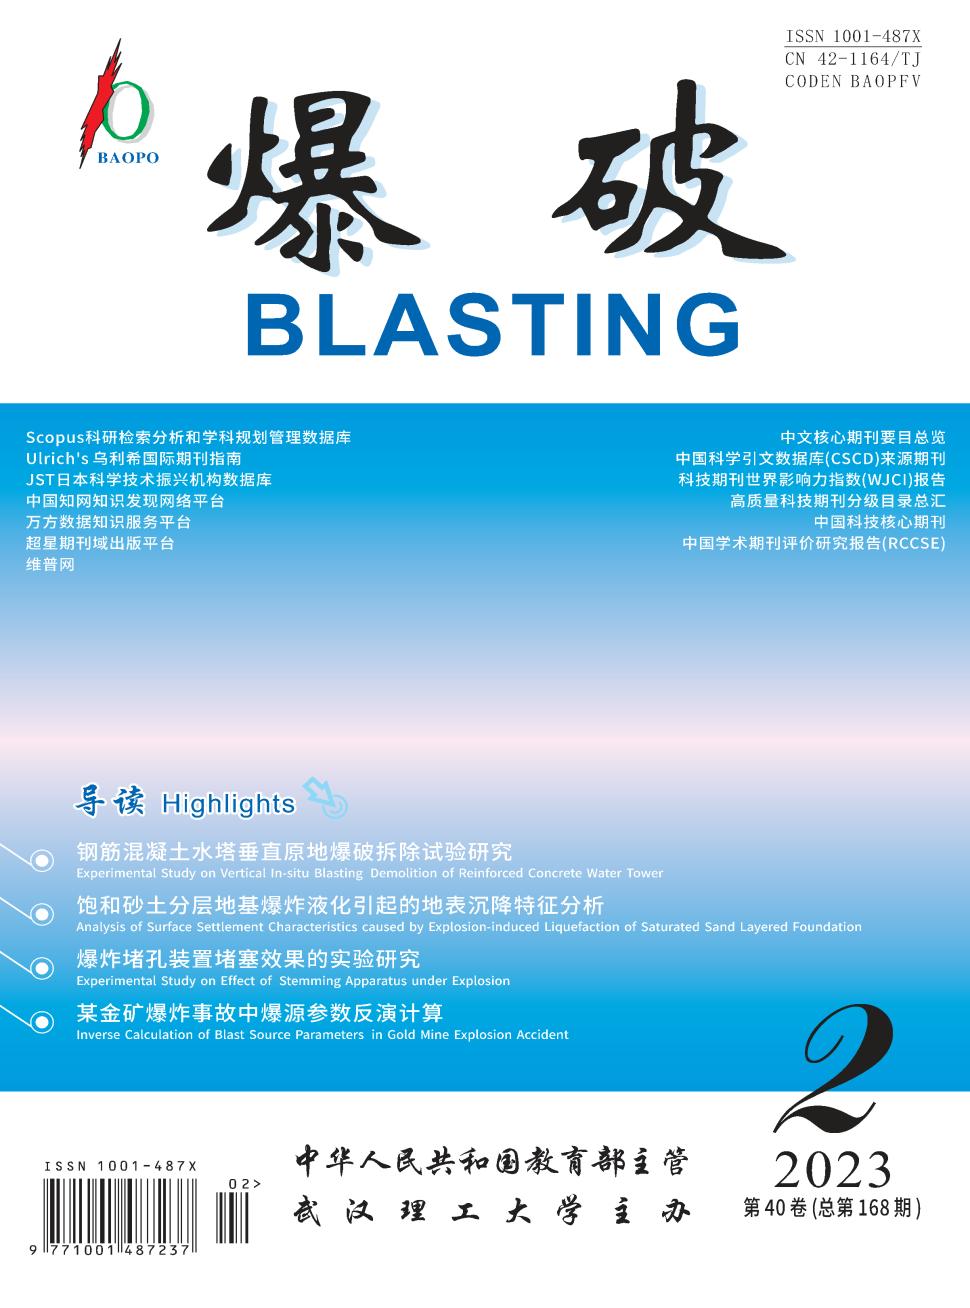 ISSN 1001-487X
CN 42-1164/TJ
CODEN BAOPFV
BAOPO
爆破
BLASTING
Scopus科研检索分析和学科规划管理数据库
Ulrich's 乌利希国际期刊指南
JST日本科学技术振兴机构数据库
中国知网知识发现网络平台
万方数据知识服务平台
超星期刊域出版平台
维普网
中文核心期刊要目总览
中国科学引文数据库(CSCD)来源期刊
科技期刊世界影响力指数(WJCI)报告
高质量科技期刊分级目录总汇
中国科技核心期刊
中国学术期刊评价研究报告(RCCSE)
导读 Highlights
钢筋混凝土水塔垂直原地爆破拆除试验研究
Experimental Study on Vertical In-situ Blasting Demolition of Reinforced Concrete Water Tower
饱和砂土分层地基爆炸液化引起的地表沉降特征分析
Analysis of Surface Settlement Characteristics caused by Explosion-induced Liquefaction of Saturated Sand Layered Foundation
爆炸堵孔装置堵塞效果的实验研究
Experimental Study on Effect of Stemming Apparatus under Explosion
某金矿爆炸事故中爆源参数反演计算
Inverse Calculation of Blast Source Parameters in Gold Mine Explosion Accident
2
2023
第40卷(总第168期)
中华人民共和国教育部主管
武汉理工大学主办
ISSN 1001-487X
02>
9 771001 487237